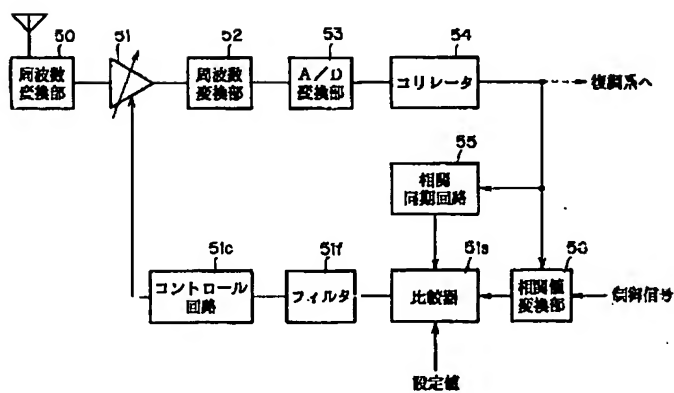 50
51
52
53
54
周波数
変換部
周波数
変換部
A/D
変換部
コリレータ
復調系へ
55
相関
同期回路
51c
51f
51s
56
コントロール
回路
フィルタ
比較器
相関値
変換部
制御信号
設定値